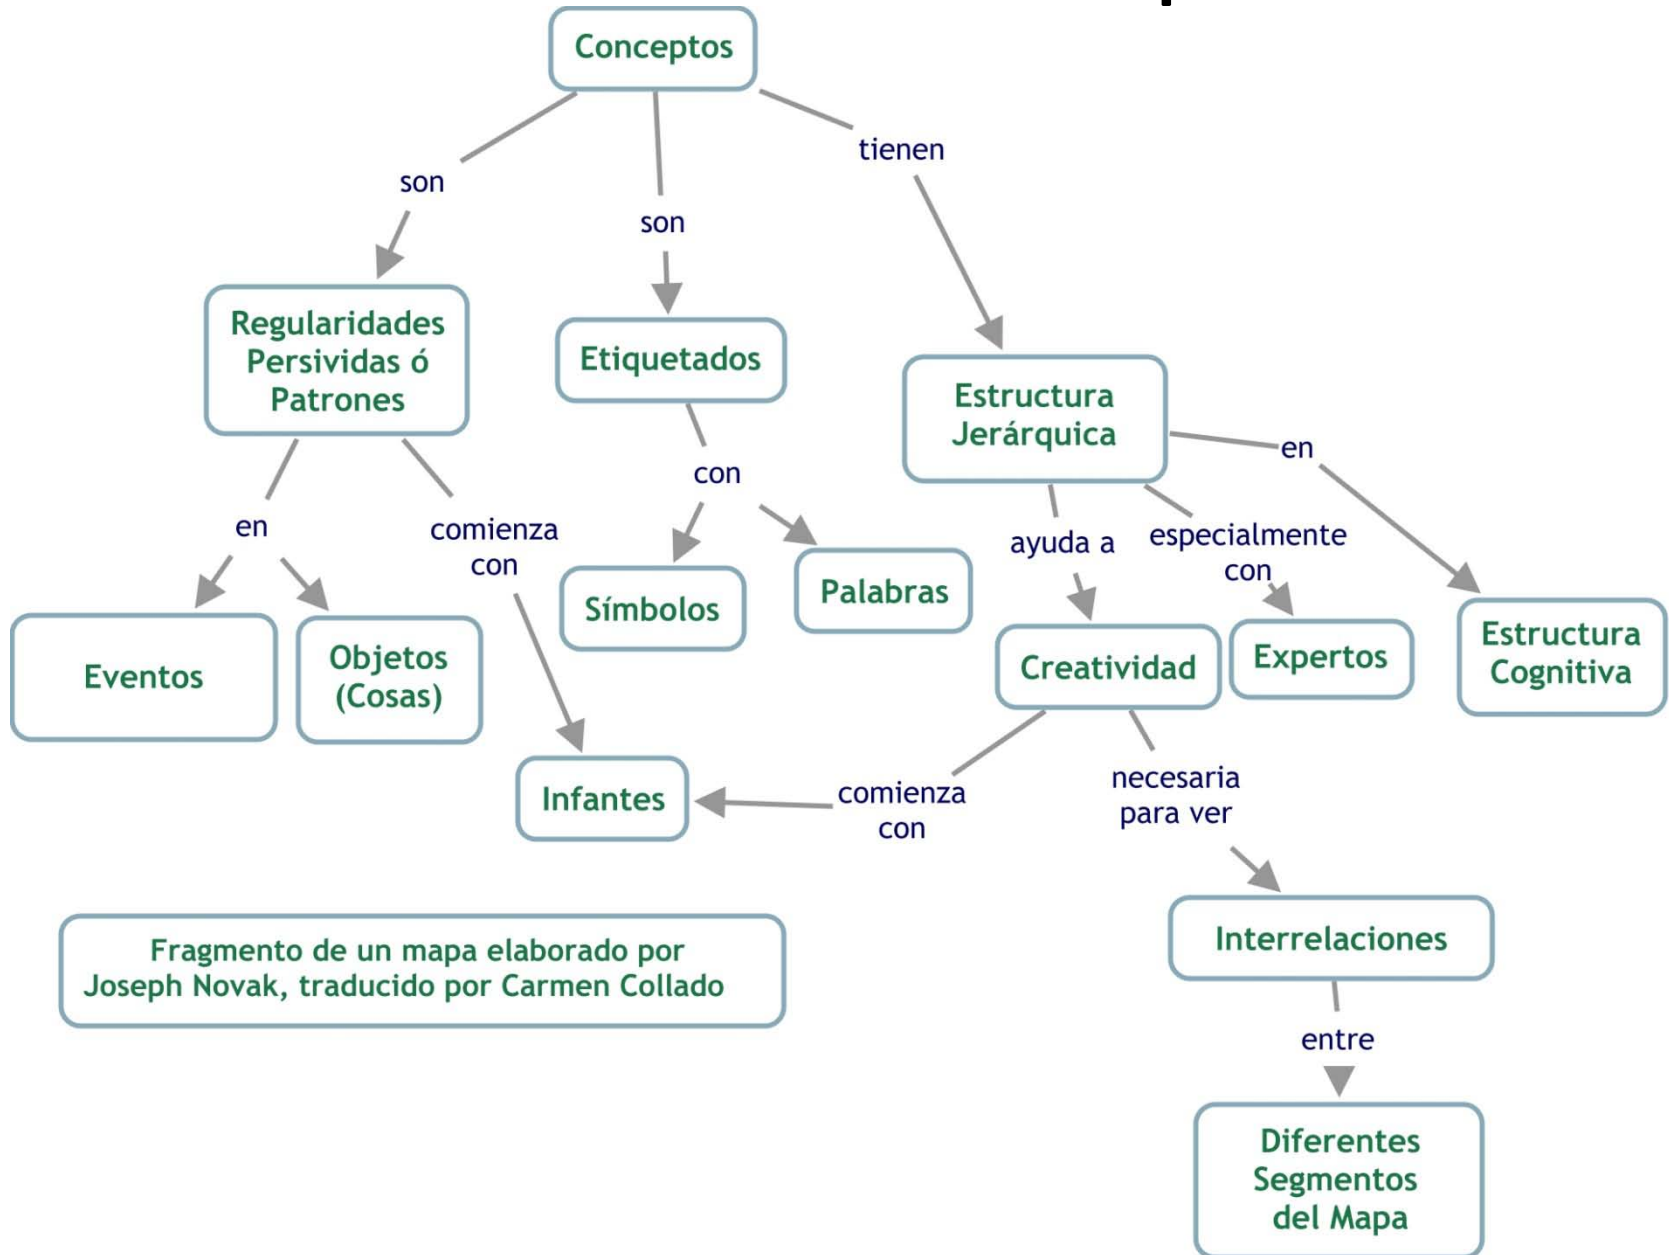 Conceptos
tienen
son
son
Regularidades
Persividas ó
Patrones
Etiquetados
Estructura
Jerárquica
en
con
en
comienza
con
ayuda a
especialmente
con
Eventos
Objetos
(Cosas)
Símbolos
Palabras
Creatividad
Expertos
Estructura
Cognitiva
Infantes
comienza
con
necesaria
para ver
Fragmento de un mapa elaborado por
Joseph Novak, traducido por Carmen Collado
Interrelaciones
entre
Diferentes
Segmentos
del Mapa